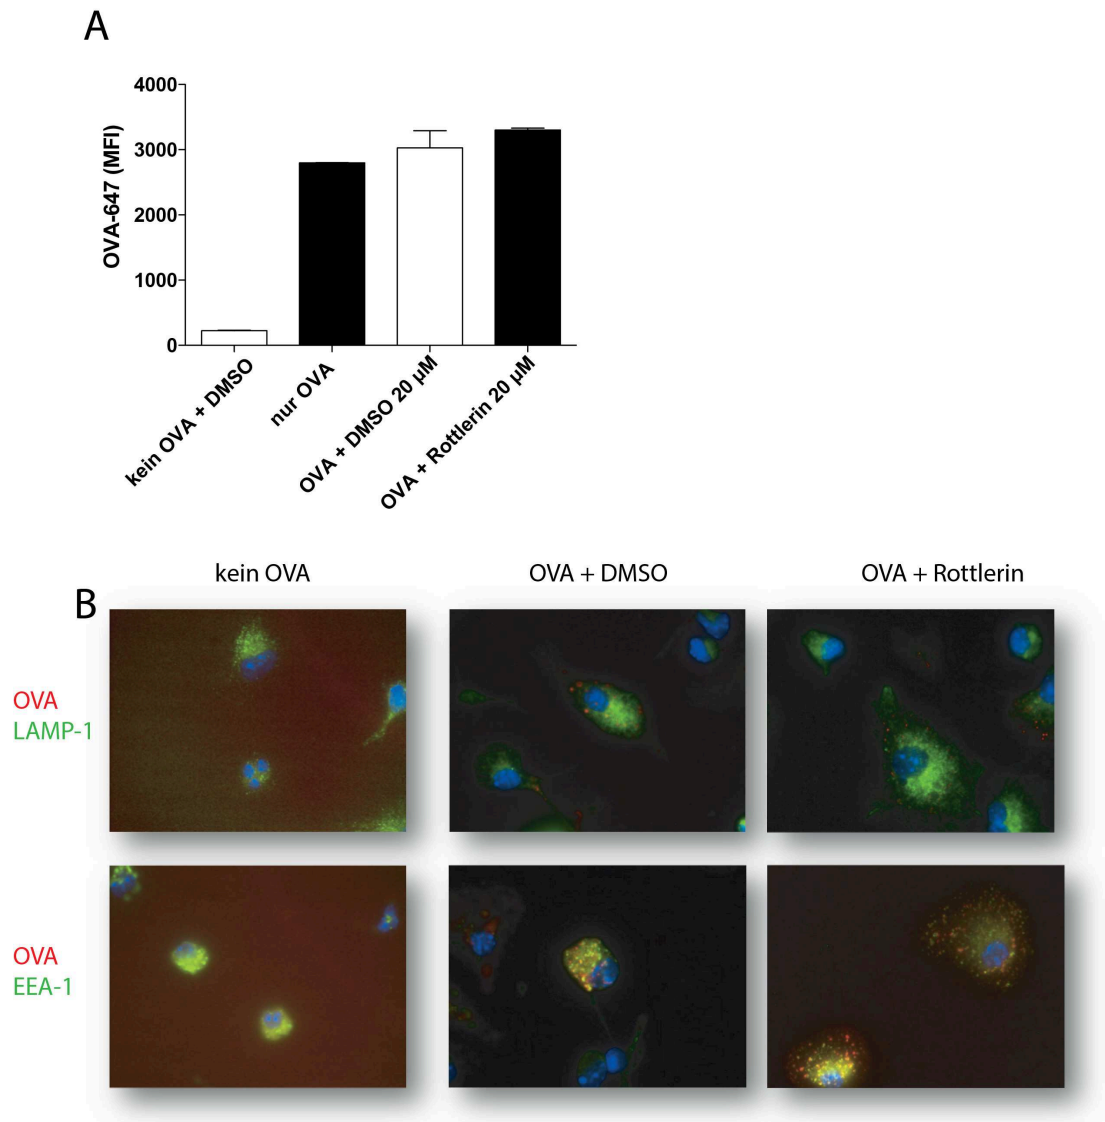 A
OVA-647 (MFI)
4000
3000
2000
1000
0
kein OVA + DMSO
nur OVA
OVA + DMSO 20 µM
OVA + Rottlerin 20 µM
B
kein OVA
OVA + DMSO
OVA + Rottlerin
OVA
LAMP-1
OVA
EEA-1